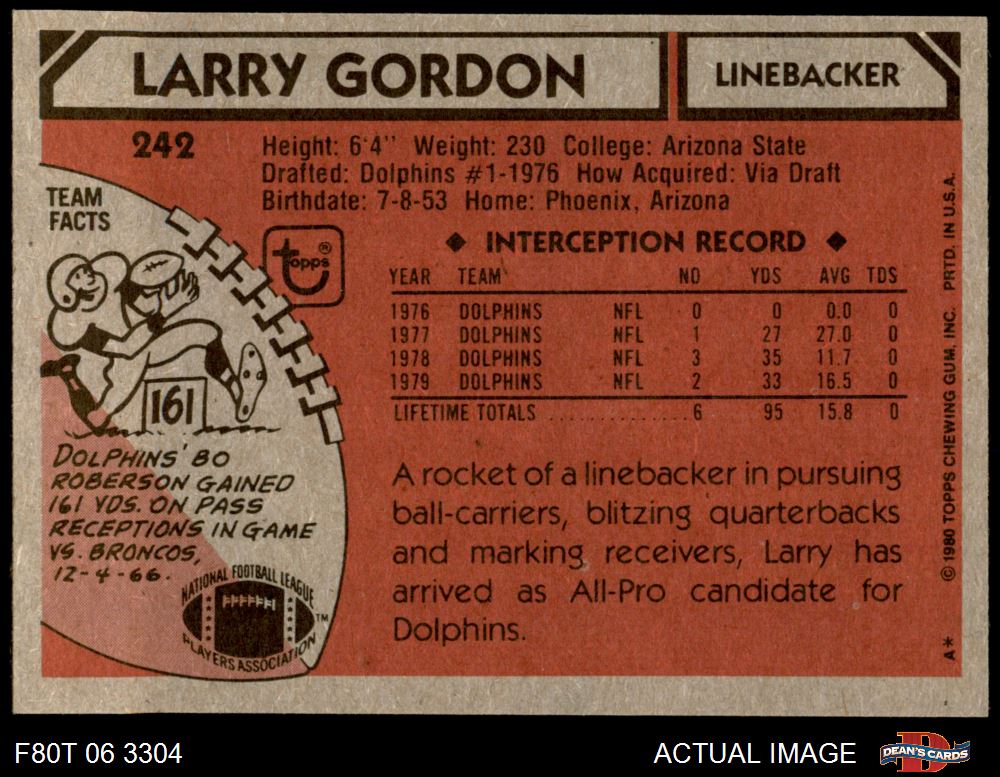 LARRY GORDON
LINEBACKER
242
Height: 6'4" Weight: 230 College: Arizona State
Drafted: Dolphins #1-1976 How Acquired: Via Draft
Birthdate: 7-8-53 Home: Phoenix, Arizona
TEAM
FACTS
topps®
◆ INTERCEPTION RECORD ◆
YEAR TEAM NO YDS AVG TDS
1976 DOLPHINS NFL 0 0 0.0 0
1977 DOLPHINS NFL 1 27 27.0 0
1978 DOLPHINS NFL 3 35 11.7 0
1979 DOLPHINS NFL 2 33 16.5 0
LIFETIME TOTALS .............. 6 95 15.8 0
161
DOLPHINS' BO
ROBERSON GAINED
161 YDS. ON PASS
RECEPTIONS IN GAME
VS. BRONCOS,
12-4-66.
NATIONAL FOOTBALL LEAGUE
PLAYERS ASSOCIATION
TM
A rocket of a linebacker in pursuing
ball-carriers, blitzing quarterbacks
and marking receivers, Larry has
arrived as All-Pro candidate for
Dolphins.
© 1980 TOPPS CHEWING GUM, INC. PRTD. IN U.S.A.
A*
F80T 06 3304
ACTUAL IMAGE
D
DEAN'S CARDS